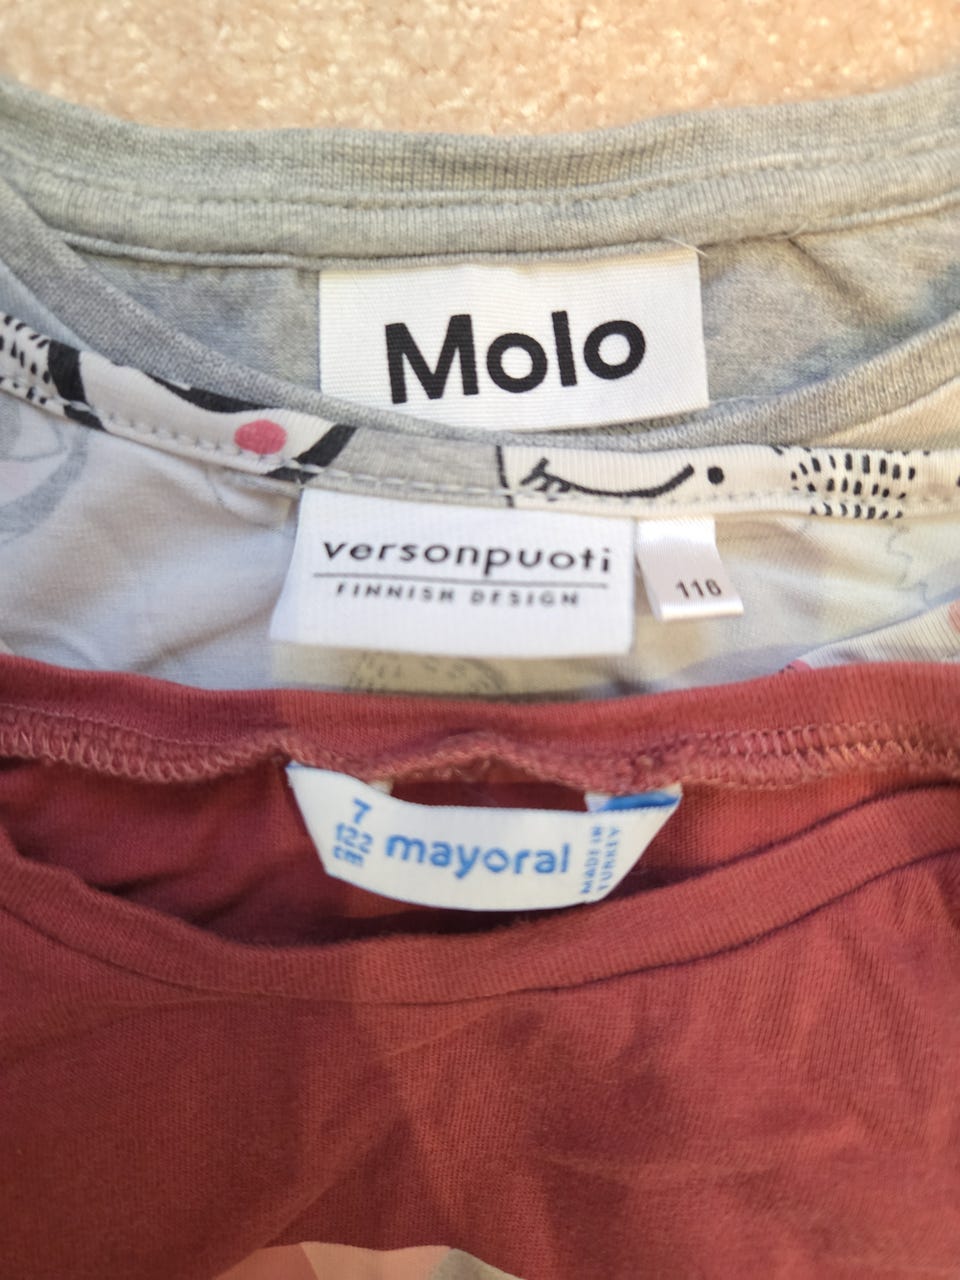 Molo
versonpuoti
FINNISH DESIGN
116
7
122
cm
mayoral
MADE IN
TURKEY